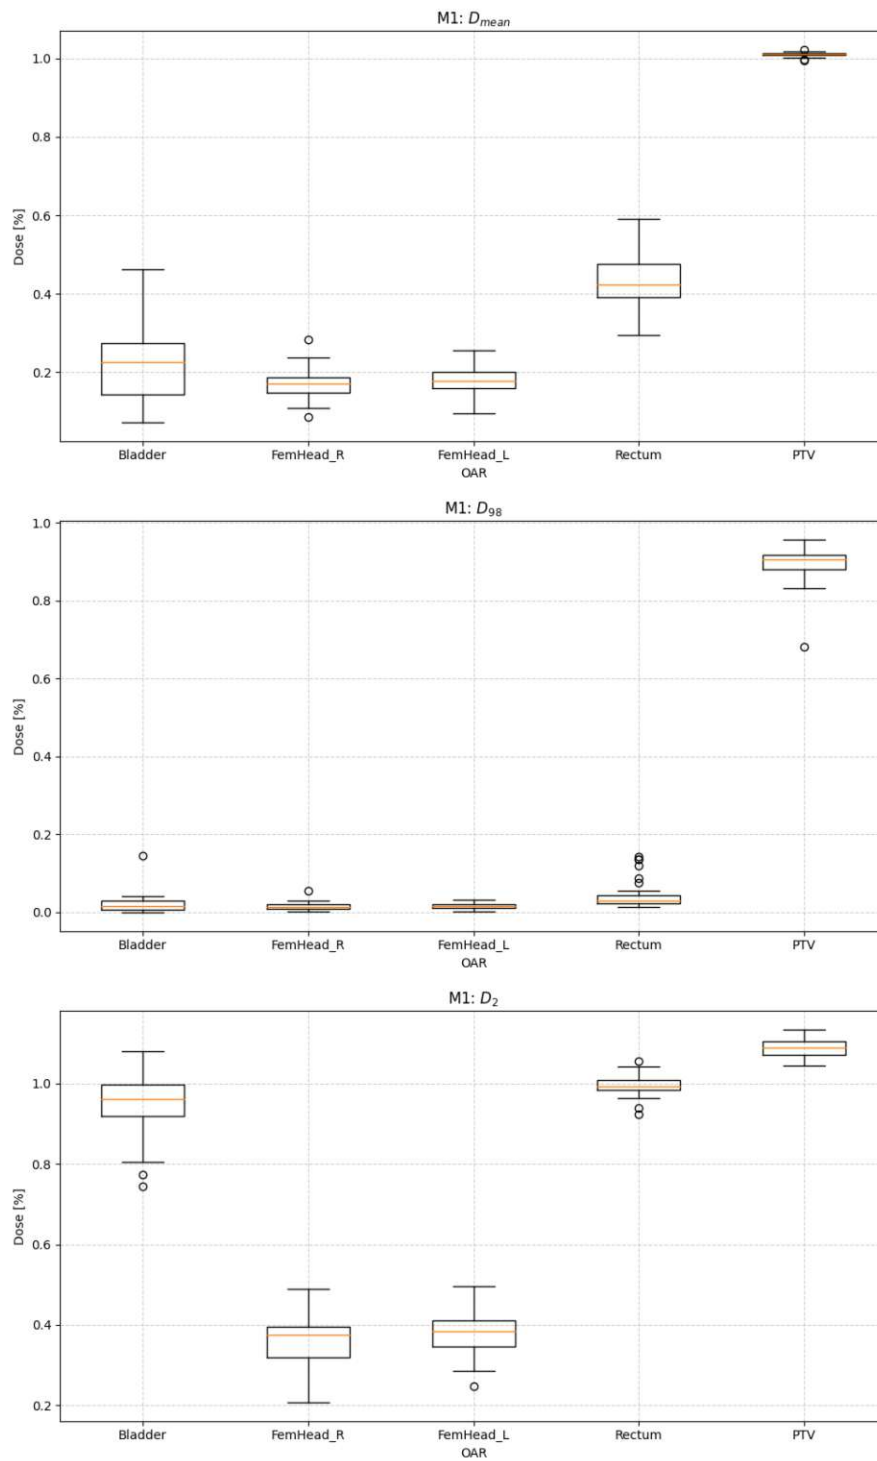 M1: D_mean
1.0
0.8
0.6
0.4
0.2
Dose [%]
Bladder FemHead_R FemHead_L Rectum PTV
OAR
M1: D_98
1.0
0.8
0.6
0.4
0.2
0.0
Dose [%]
Bladder FemHead_R FemHead_L Rectum PTV
OAR
M1: D_2
1.0
0.8
0.6
0.4
0.2
Dose [%]
Bladder FemHead_R FemHead_L Rectum PTV
OAR